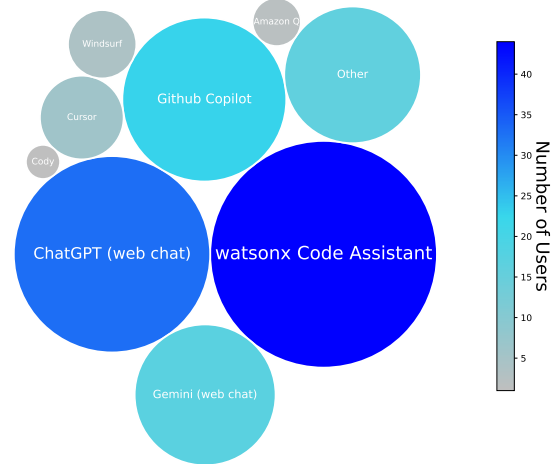 Amazon Q
Windsurf
Other
Github Copilot
Cursor
Cody
ChatGPT (web chat)
watsonx Code Assistant
Gemini (web chat)
40
35
30
25
20
15
10
5
Number of Users